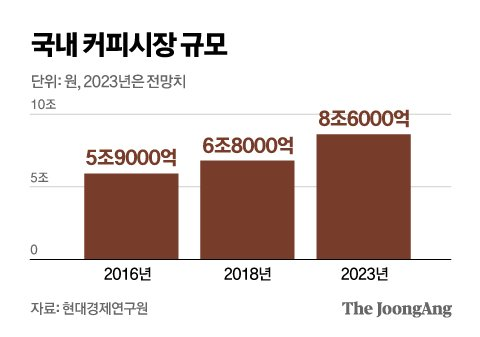 국내 커피시장 규모
단위: 원, 2023년은 전망치
10조
8조6000억
6조8000억
5조9000억
5조
0
2016년 2018년 2023년
자료: 현대경제연구원 The JoongAng